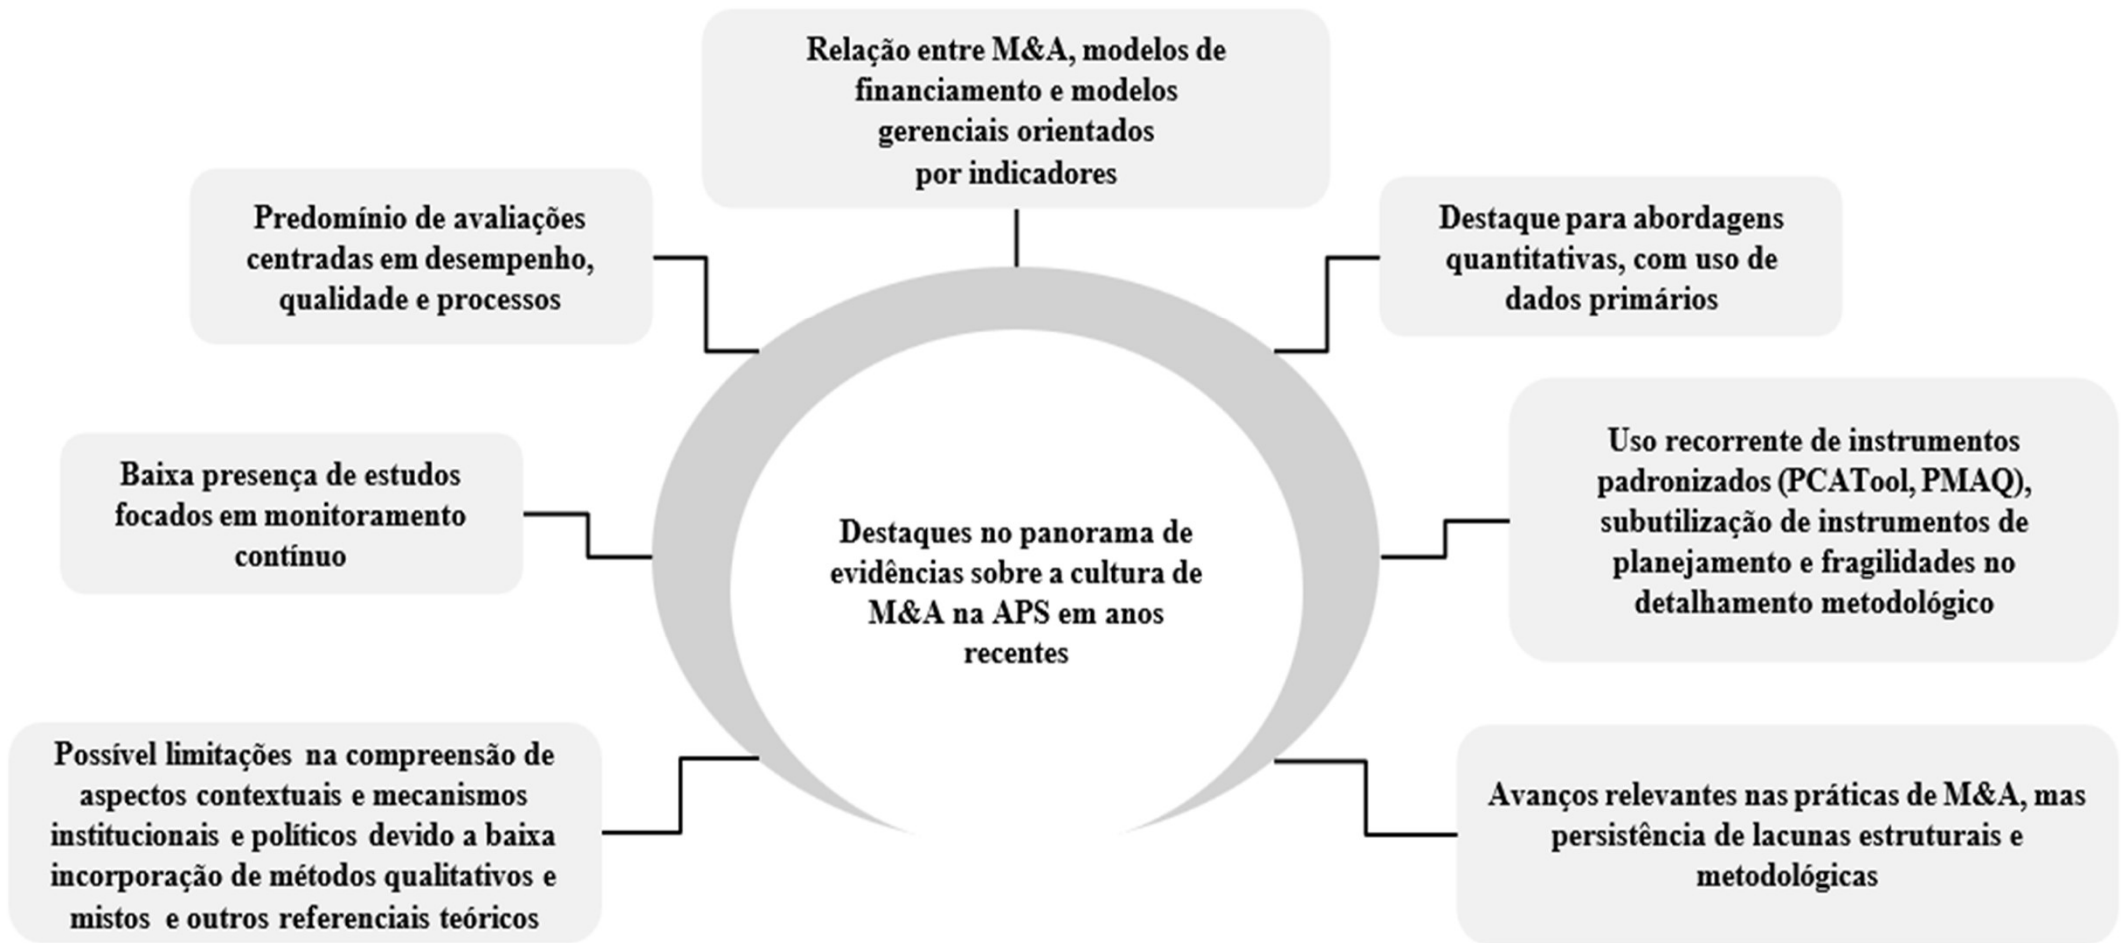 Relação entre M&A, modelos de
financiamento e modelos
gerenciais orientados
por indicadores
Predomínio de avaliações
centradas em desempenho,
qualidade e processos
Destaque para abordagens
quantitativas, com uso de
dados primários
Baixa presença de estudos
focados em monitoramento
contínuo
Uso recorrente de instrumentos
padronizados (PCATool, PMAQ),
subutilização de instrumentos de
planejamento e fragilidades no
detalhamento metodológico
Destaques no panorama de
evidências sobre a cultura de
M&A na APS em anos
recentes
Possível limitações na compreensão de
aspectos contextuais e mecanismos
institucionais e políticos devido a baixa
incorporação de métodos qualitativos e
mistos e outros referenciais teóricos
Avanços relevantes nas práticas de M&A, mas
persistência de lacunas estruturais e
metodológicas